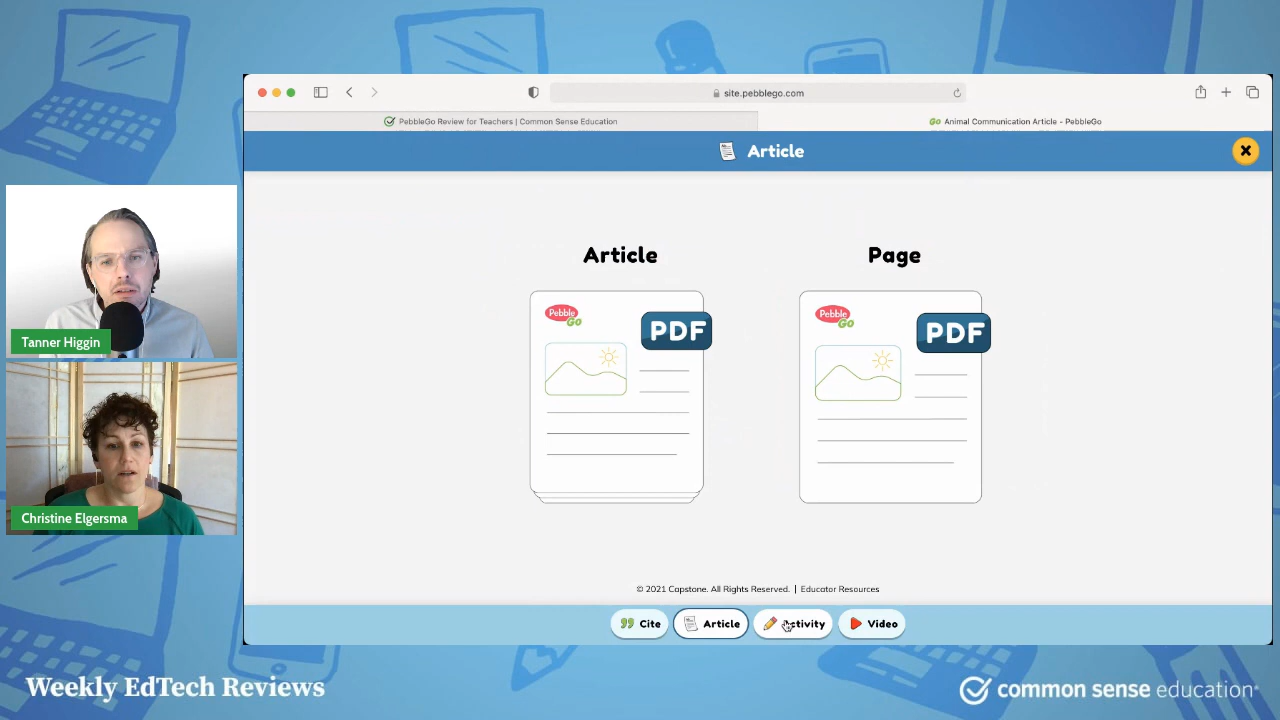 site.pebblego.com
PebbleGo Review for Teachers | Common Sense Education
Go Animal Communication Article - PebbleGo
Article
Article
Page
Pebble
Go
PDF
Pebble
Go
PDF
Tanner Higgin
Christine Elgersma
© 2021 Capstone. All Rights Reserved. | Educator Resources
Cite
Article
Activity
Video
Weekly EdTech Reviews
common sense education®